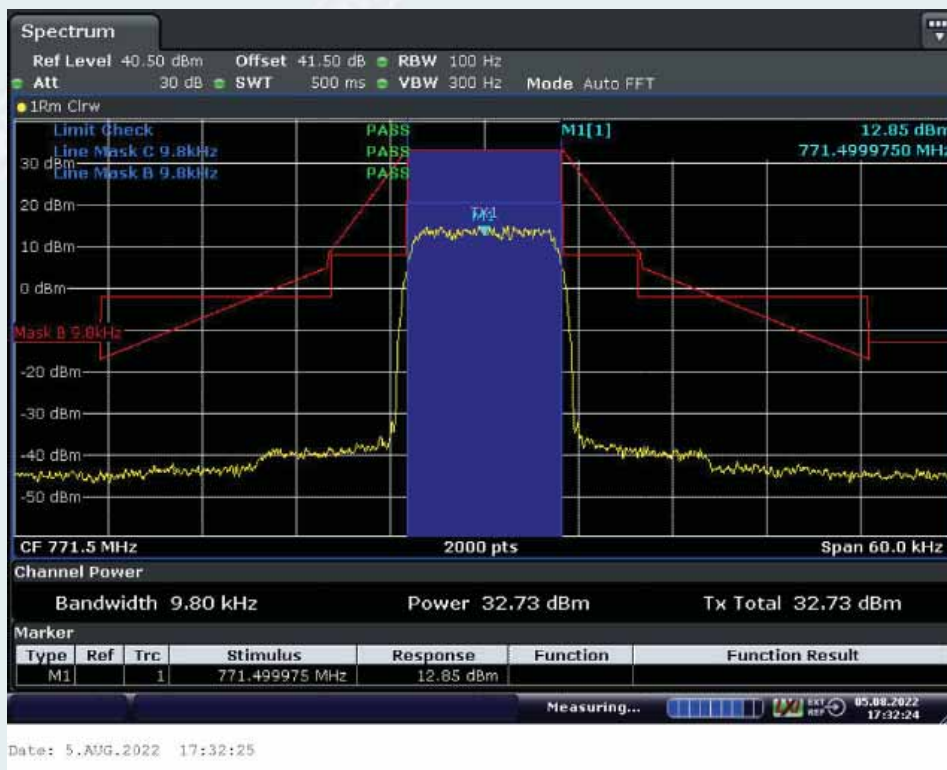 Spectrum
Ref Level 40.50 dBm Offset 41.50 dB RBW 100 Hz
Att 30 dB SWT 500 ms VBW 300 Hz Mode Auto FFT
1Rm Clrw
Limit Check PASS M1[1] 12.85 dBm
Line Mask C 9.8kHz PASS 771.4999750 MHz
30 dBm
Line Mask B 9.8kHz PASS
20 dBm
10 dBm
0 dBm
Mask B 9.8kHz
-20 dBm
-30 dBm
-40 dBm
-50 dBm
CF 771.5 MHz 2000 pts Span 60.0 kHz
Channel Power
Bandwidth 9.80 kHz Power 32.73 dBm Tx Total 32.73 dBm
Marker
Type Ref Trc Stimulus Response Function Function Result
M1 1 771.499975 MHz 12.85 dBm
Measuring... EXT REF 05.08.2022
17:32:24
Date: 5.AUG.2022 17:32:25